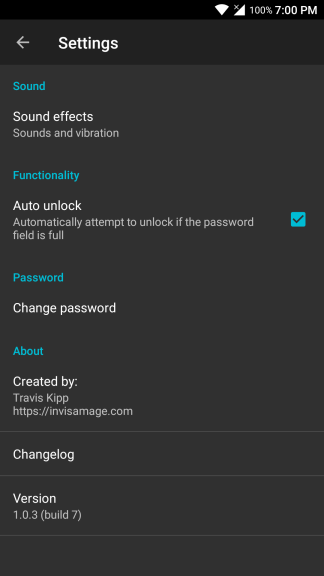 100% 7:00 PM
Settings
Sound
Sound effects
Sounds and vibration
Functionality
Auto unlock
Automatically attempt to unlock if the password
field is full
Password
Change password
About
Created by:
Travis Kipp
https://invisamage.com
Changelog
Version
1.0.3 (build 7)